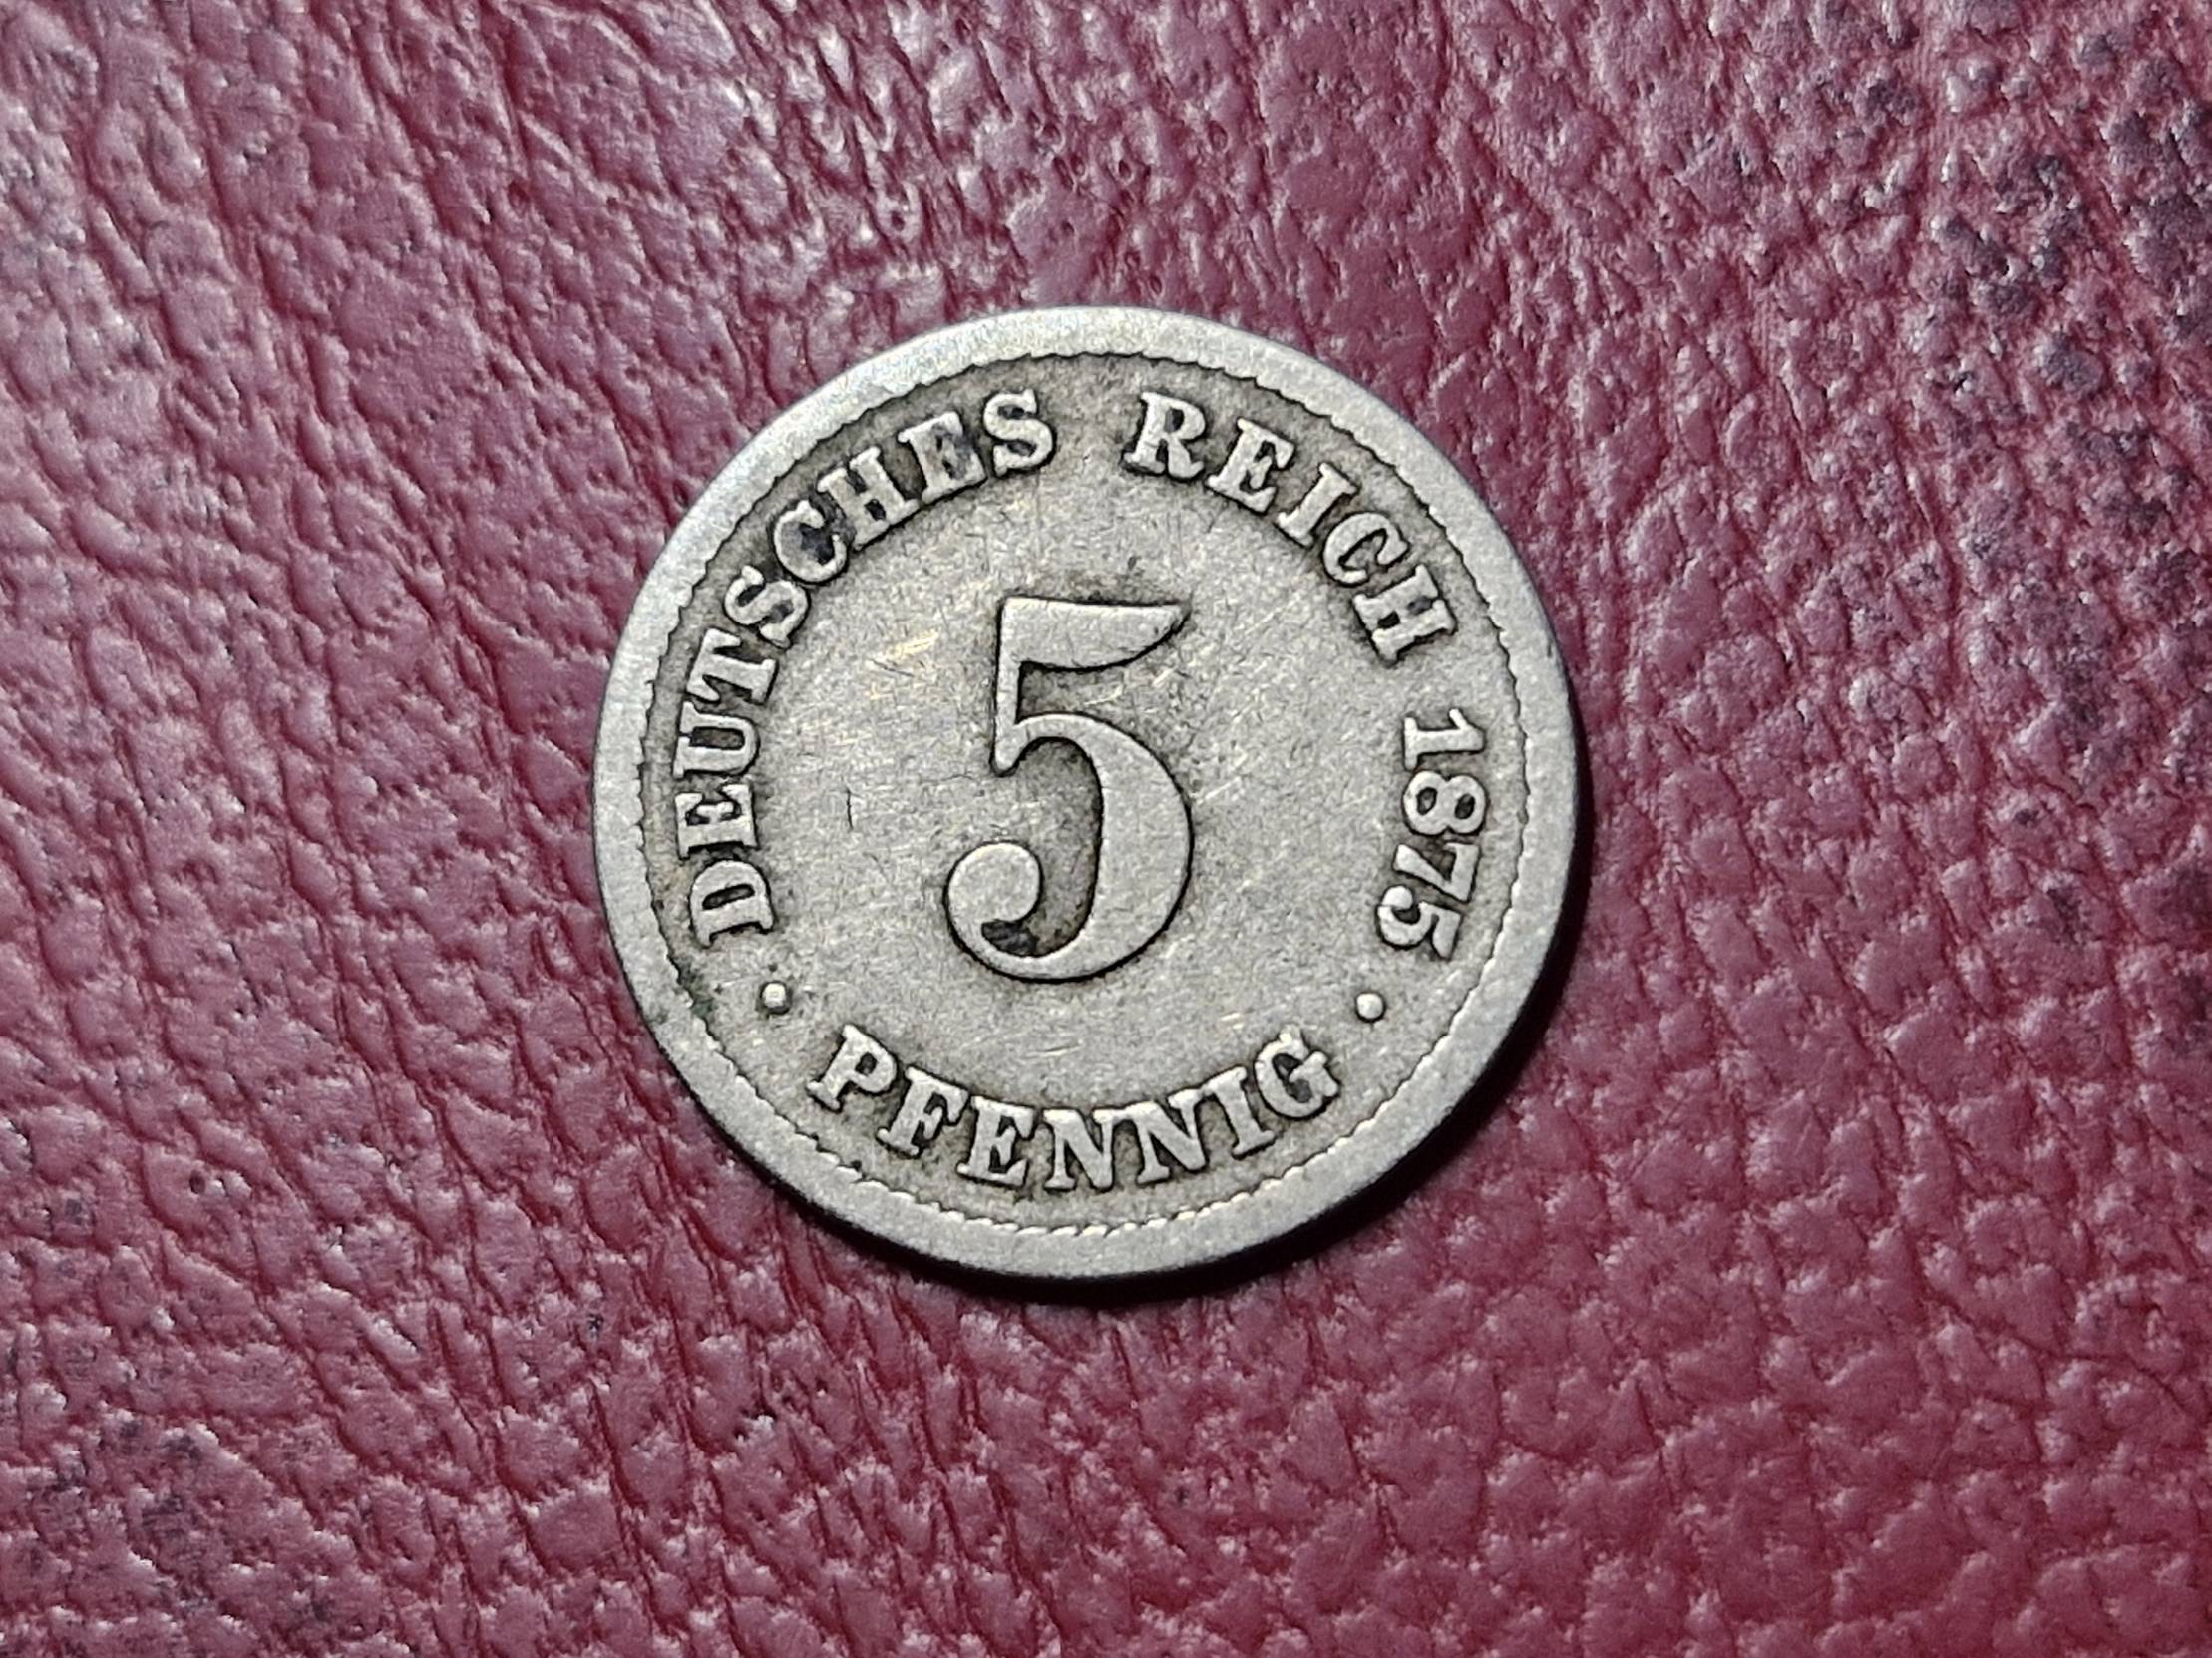 DEUTSCHES REICH 1875
5
· PFENNIG ·